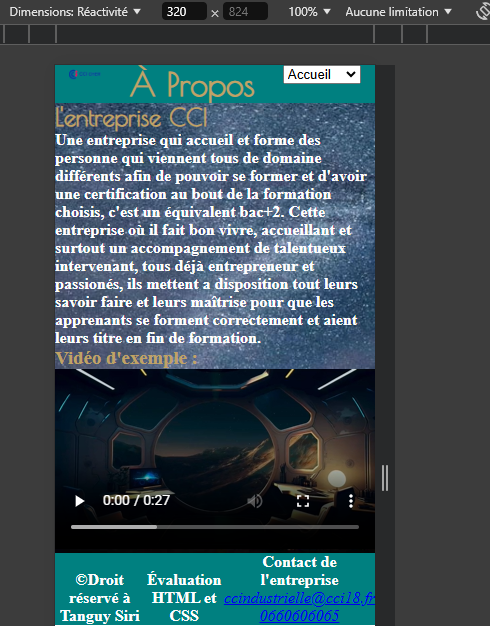 Dimensions: Réactivité ▼ 320 × 824 100% ▼ Aucune limitation ▼
À Propos Accueil
L'entreprise CCI
Une entreprise qui accueil et forme des
personne qui viennent tous de domaine
différents afin de pouvoir se former et d'avoir
une certification au bout de la formation
choisis, c'est un équivalent bac+2. Cette
entreprise où il fait bon vivre, accueillant et
surtout un accompagnement de talentueux
intervenant, tous déjà entrepreneur et
passionés, ils mettent a disposition tout leurs
savoir faire et leurs maîtrise pour que les
apprenants se forment correctement et aient
leurs titre en fin de formation.
Vidéo d'exemple :
0:00 / 0:27
©Droit
réservé à
Tanguy Siri
Évaluation
HTML et
CSS
Contact de
l'entreprise
ccindustrielle@cci18.fr
0660606065